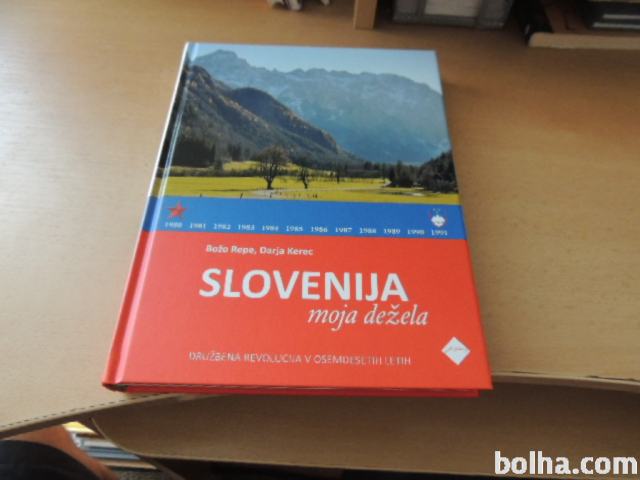 1980 1981 1982 1983 1984 1985 1986 1987 1988 1989 1990 1991
Božo Repe, Darja Kerec
SLOVENIJA
moja dežela
DRUŽBENA REVOLUCIJA V OSEMDESETIH LETIH
bolha.com